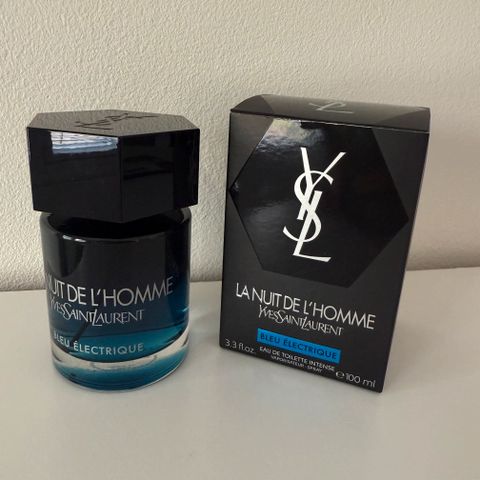 YSL
NUIT DE L'HOMME
YVESSAINTLAURENT
BLEU ÉLECTRIQUE
YSL
LA NUIT DE L'HOMME
YVESSAINTLAURENT
BLEU ÉLECTRIQUE
3.3 fl.oz. EAU DE TOILETTE INTENSE
VAPORISATEUR - SPRAY ℮ 100 ml